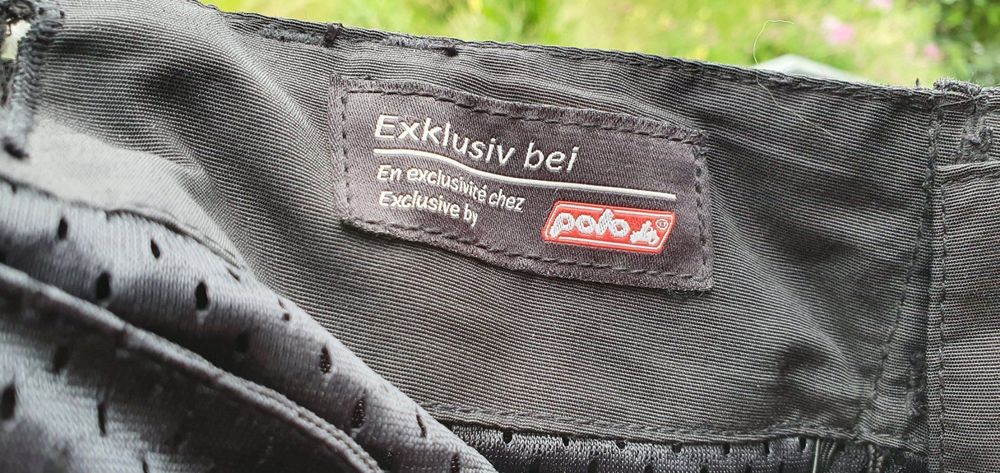 Exklusiv bei
En exclusivité chez
Exclusive by
polo
®